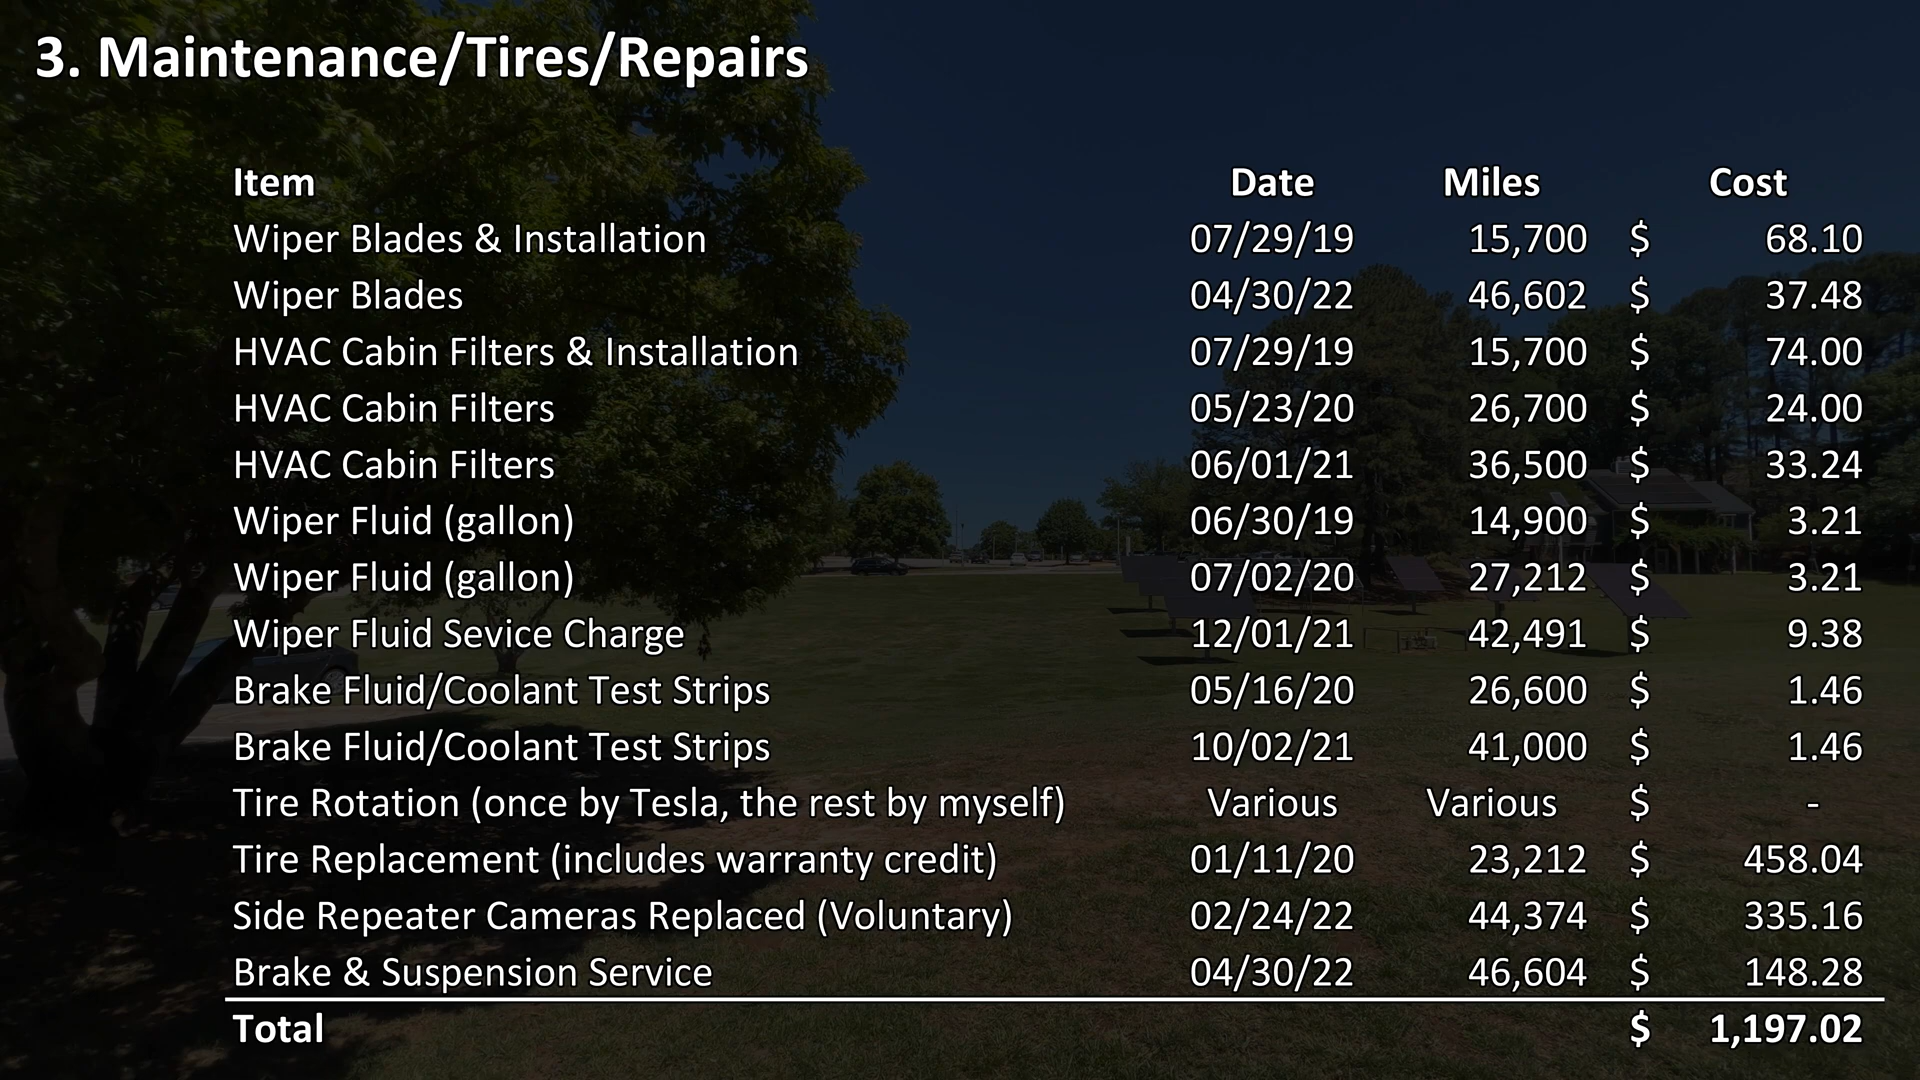 3. Maintenance/Tires/Repairs
Item Date Miles Cost
Wiper Blades & Installation 07/29/19 15,700 $ 68.10
Wiper Blades 04/30/22 46,602 $ 37.48
HVAC Cabin Filters & Installation 07/29/19 15,700 $ 74.00
HVAC Cabin Filters 05/23/20 26,700 $ 24.00
HVAC Cabin Filters 06/01/21 36,500 $ 33.24
Wiper Fluid (gallon) 06/30/19 14,900 $ 3.21
Wiper Fluid (gallon) 07/02/20 27,212 $ 3.21
Wiper Fluid Sevice Charge 12/01/21 42,491 $ 9.38
Brake Fluid/Coolant Test Strips 05/16/20 26,600 $ 1.46
Brake Fluid/Coolant Test Strips 10/02/21 41,000 $ 1.46
Tire Rotation (once by Tesla, the rest by myself) Various Various $ -
Tire Replacement (includes warranty credit) 01/11/20 23,212 $ 458.04
Side Repeater Cameras Replaced (Voluntary) 02/24/22 44,374 $ 335.16
Brake & Suspension Service 04/30/22 46,604 $ 148.28
Total $ 1,197.02